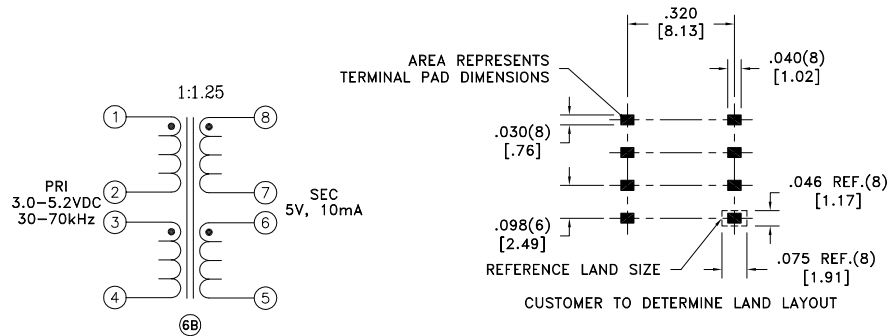 1:1.25
1
8
2
7
PRI
3.0–5.2VDC
30–70kHz
SEC
5V, 10mA
3
6
4
5
6B
.320
[8.13]
AREA REPRESENTS
TERMINAL PAD DIMENSIONS
.040(8)
[1.02]
.030(8)
[.76]
.046 REF.(8)
[1.17]
.098(6)
[2.49]
REFERENCE LAND SIZE
.075 REF.(8)
[1.91]
CUSTOMER TO DETERMINE LAND LAYOUT